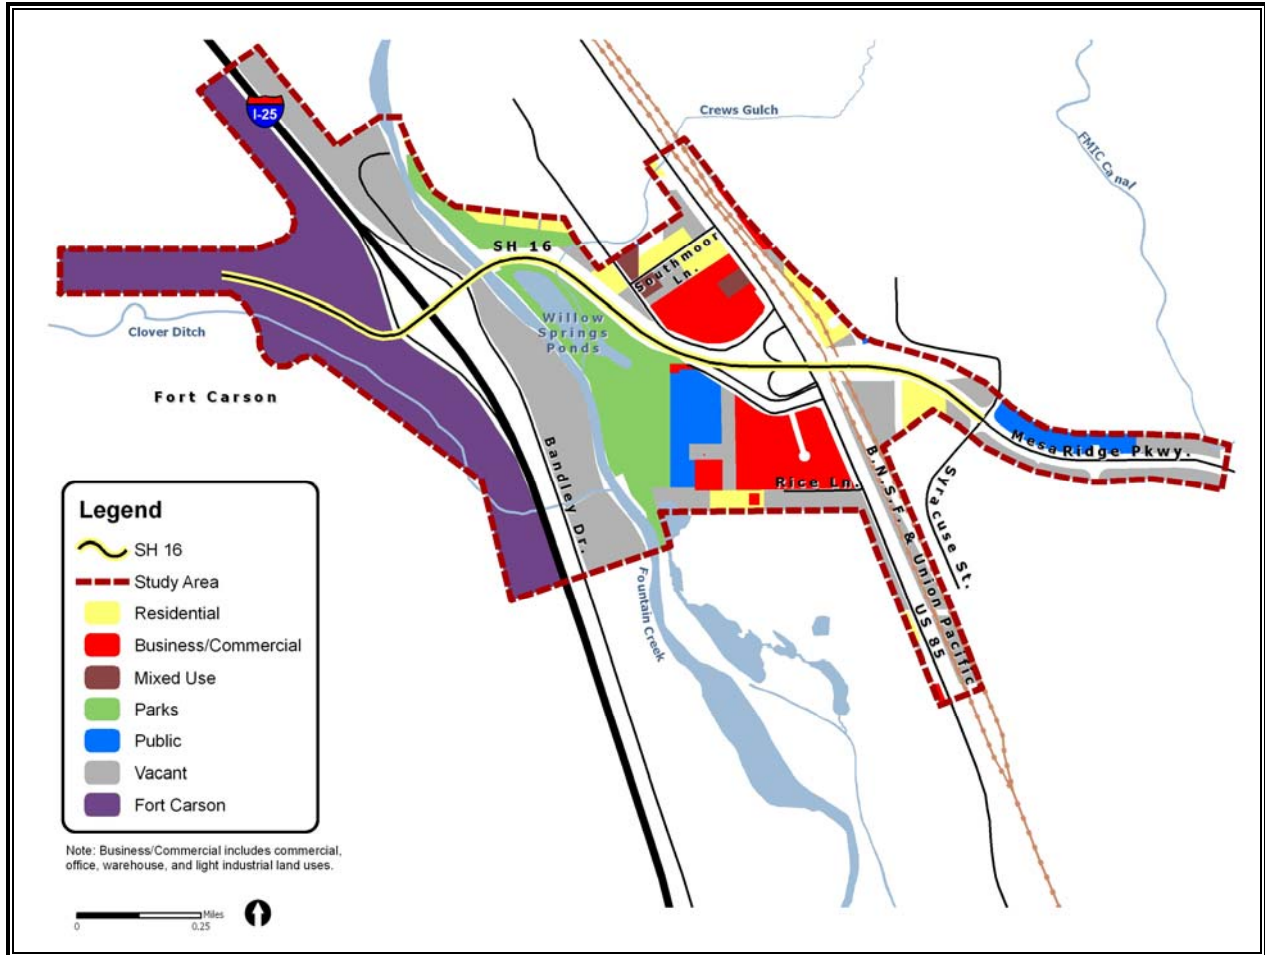 I-25
Crews Gulch
FMIC Canal
SH 16
Southmoor
Ln.
Willow
Springs
Ponds
Clover Ditch
Fort Carson
Mesa Ridge Pkwy.
Bandley Dr.
Rice Ln.
B.N.S.F. & Union Pacific
Syracuse St.
US 85
Fountain Creek
Legend
SH 16
Study Area
Residential
Business/Commercial
Mixed Use
Parks
Public
Vacant
Fort Carson
Note: Business/Commercial includes commercial,
office, warehouse, and light industrial land uses.
Miles
0 0.25